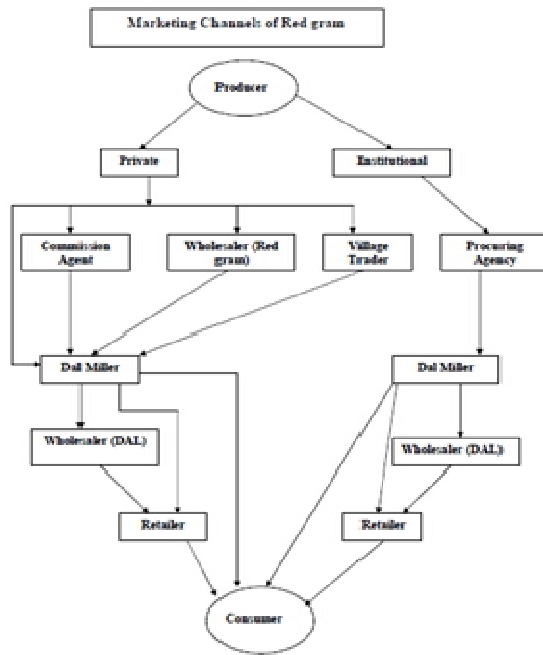 Marketing Channels of Red gram
Producer
Private
Institutional
Commission
Agent
Wholesaler (Red
gram)
Village
Trader
Procuring
Agency
Dall Miller
Dal Miller
Wholesaler (DAL)
Wholesaler (DAL))
Retailer
Retailer
Consumer